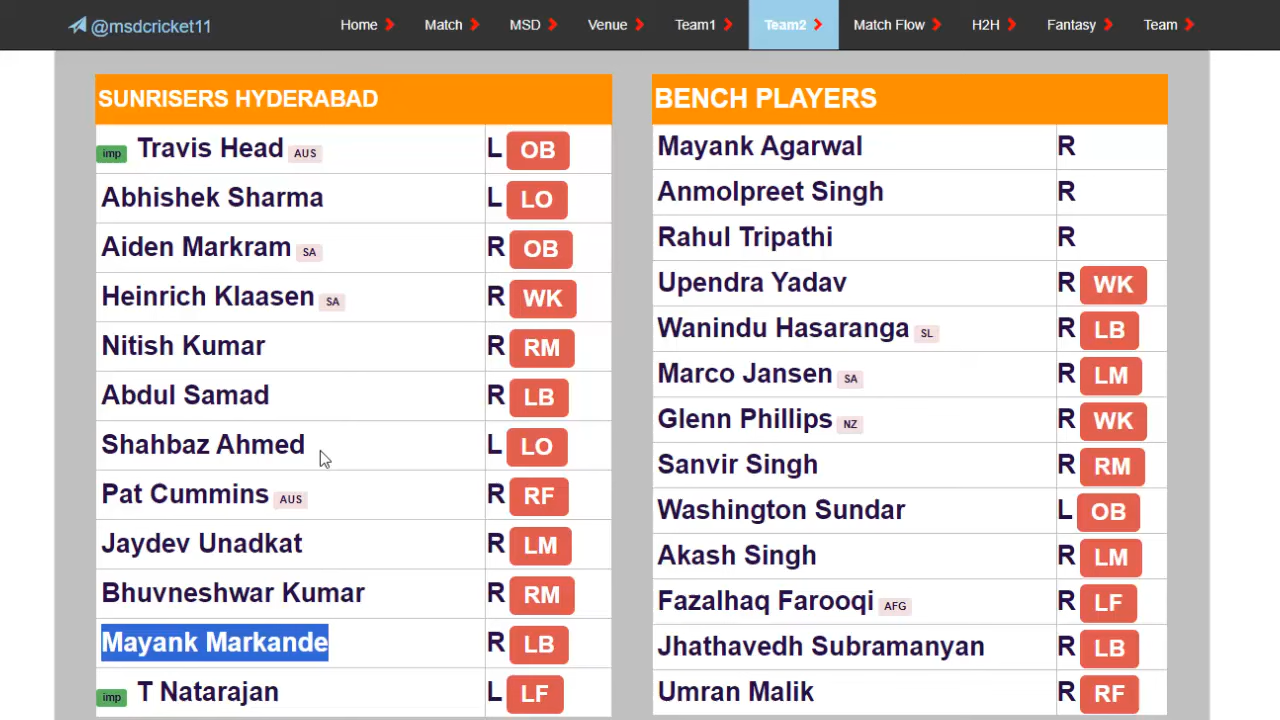 @msdcricket11 Home Match MSD Venue Team1 Team2 Match Flow H2H Fantasy Team
SUNRISERS HYDERABAD
imp Travis Head AUS L OB
Abhishek Sharma L LO
Aiden Markram SA R OB
Heinrich Klaasen SA R WK
Nitish Kumar R RM
Abdul Samad R LB
Shahbaz Ahmed L LO
Pat Cummins AUS R RF
Jaydev Unadkat R LM
Bhuvneshwar Kumar R RM
Mayank Markande R LB
imp T Natarajan L LF
BENCH PLAYERS
Mayank Agarwal R
Anmolpreet Singh R
Rahul Tripathi R
Upendra Yadav R WK
Wanindu Hasaranga SL R LB
Marco Jansen SA R LM
Glenn Phillips NZ R WK
Sanvir Singh R RM
Washington Sundar L OB
Akash Singh R LM
Fazalhaq Farooqi AFG R LF
Jhathavedh Subramanyan R LB
Umran Malik R RF